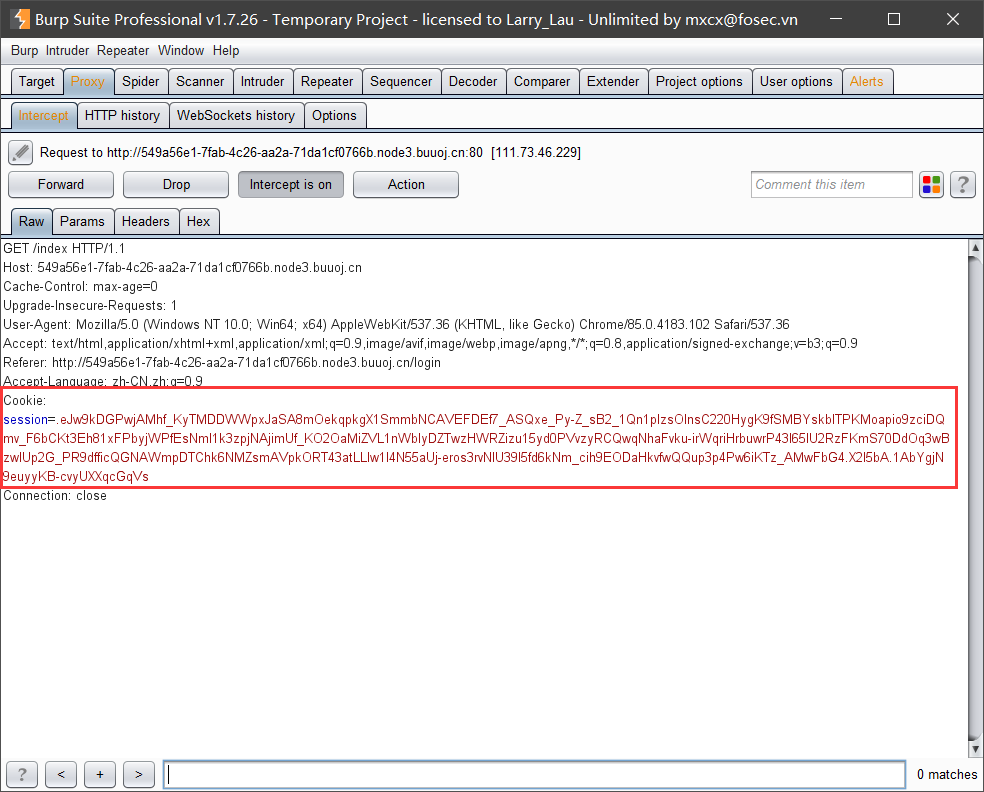 Burp Suite Professional v1.7.26 - Temporary Project - licensed to Larry_Lau - Unlimited by mxcx@fosec.vn
Burp Intruder Repeater Window Help
Target Proxy Spider Scanner Intruder Repeater Sequencer Decoder Comparer Extender Project options User options Alerts
Intercept HTTP history WebSockets history Options
Request to http://549a56e1-7fab-4c26-aa2a-71da1cf0766b.node3.buuoj.cn:80 [111.73.46.229]
Forward Drop Intercept is on Action Comment this item ?
Raw Params Headers Hex
GET /index HTTP/1.1
Host: 549a56e1-7fab-4c26-aa2a-71da1cf0766b.node3.buuoj.cn
Cache-Control: max-age=0
Upgrade-Insecure-Requests: 1
User-Agent: Mozilla/5.0 (Windows NT 10.0; Win64; x64) AppleWebKit/537.36 (KHTML, like Gecko) Chrome/85.0.4183.102 Safari/537.36
Accept: text/html,application/xhtml+xml,application/xml;q=0.9,image/avif,image/webp,image/apng,*/*;q=0.8,application/signed-exchange;v=b3;q=0.9
Referer: http://549a56e1-7fab-4c26-aa2a-71da1cf0766b.node3.buuoj.cn/login
Accept-Language: zh-CN,zh;q=0.9
Cookie:
session=.eJw9kDGPwjAMhf_KyTMDDWWpxJaSA8mOekqpkgX1SmmbNCAVEFDEf7_ASQxe_Py-Z_sB2_1Qn1pIzsOlnsC220HygK9fSMBYskbITPKMoapio9zciDQ
mv_F6bCKt3Eh81xFPbyjWPfEsNmI1k3zpjNAjimUf_KO2OaMiZVL1nWblyDZTwzHWRZizu15yd0PVvzyRCQwqNhaFvku-irWqriHrbuwrP43I65IU2RzFKmS70DdOq3wB
zwlUp2G_PR9dfficQGNAWmpDTChk6NMZsmAVpkORT43atLLIw1I4N55aUj-eros3rvNIU39I5fd6kNm_cih9EODaHkvfwQQup3p4Pw6iKTz_AMwFbG4.X2I5bA.1AbYgjN
9euyyKB-cvyUXXqcGqVs
Connection: close
? < + > 0 matches